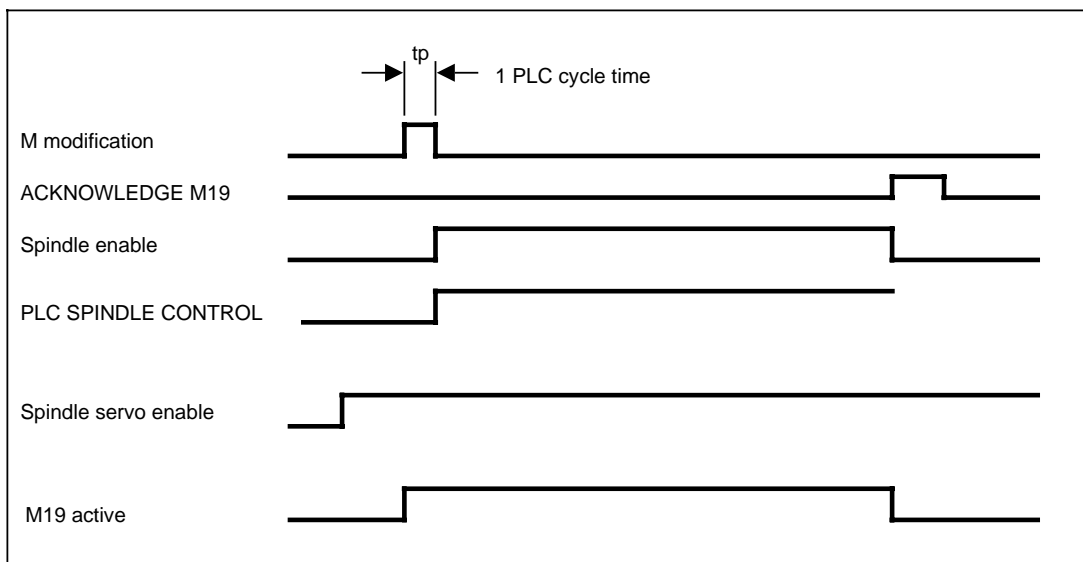 tp
1 PLC cycle time
M modification
ACKNOWLEDGE M19
Spindle enable
PLC SPINDLE CONTROL
Spindle servo enable
M19 active